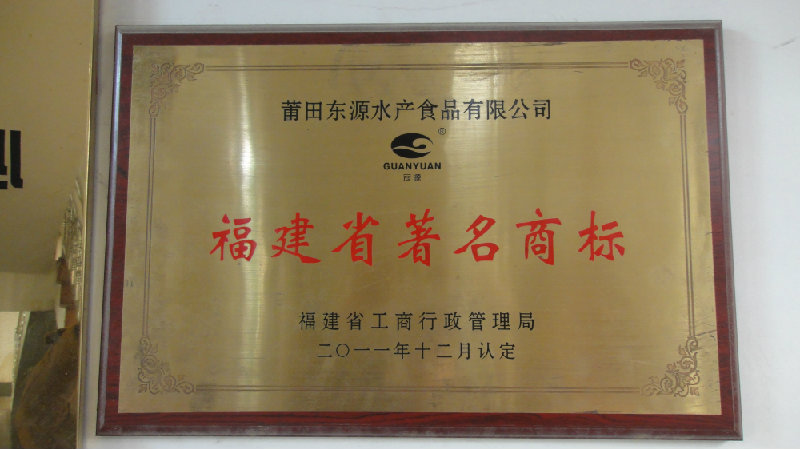 莆田东源水产食品有限公司
®
GUANYUAN
福建省著名商标
福建省工商行政管理局
二〇一一年十二月认定